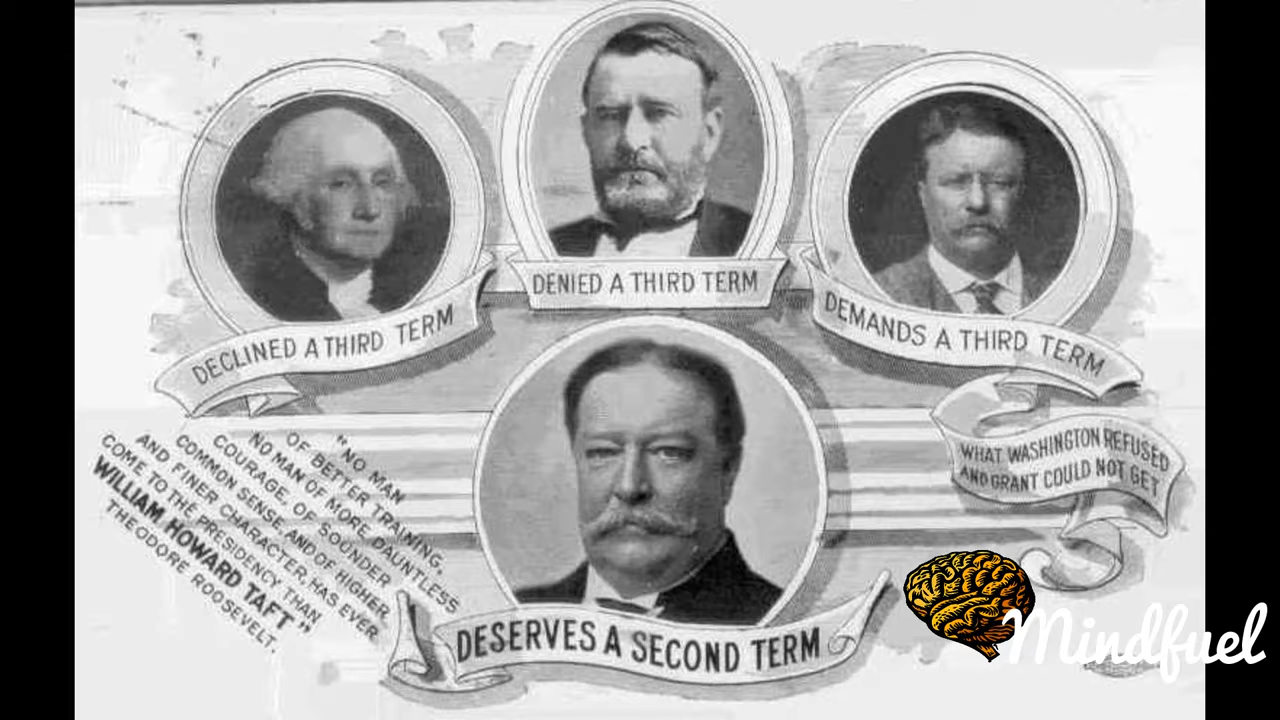 DECLINED A THIRD TERM
DENIED A THIRD TERM
DEMANDS A THIRD TERM
WHAT WASHINGTON REFUSED
AND GRANT COULD NOT GET
"NO MAN
OF BETTER TRAINING,
NO MAN OF MORE DAUNTLESS
COURAGE, OF SOUNDER
COMMON SENSE, AND OF HIGHER
AND FINER CHARACTER, HAS EVER
COME TO THE PRESIDENCY THAN
WILLIAM HOWARD TAFT"
THEODORE ROOSEVELT.
DESERVES A SECOND TERM
Mindfuel